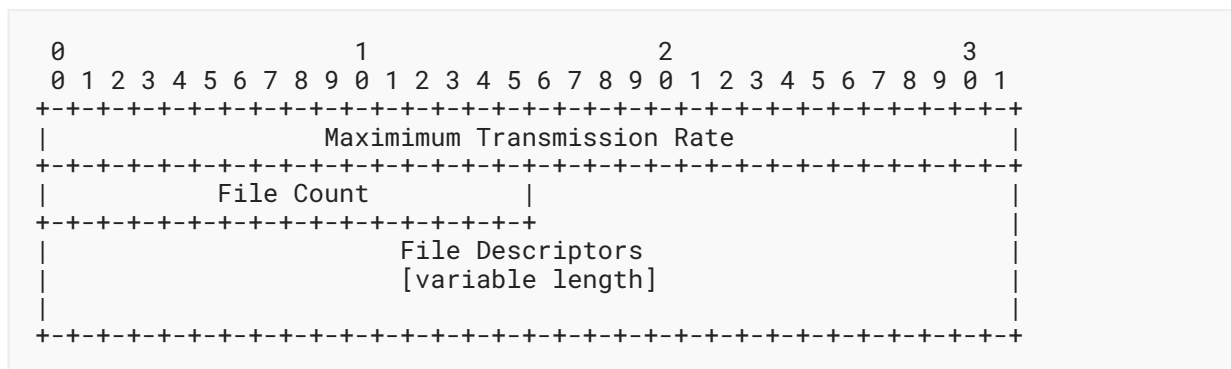 0                   1                   2                   3
0 1 2 3 4 5 6 7 8 9 0 1 2 3 4 5 6 7 8 9 0 1 2 3 4 5 6 7 8 9 0 1
+-+-+-+-+-+-+-+-+-+-+-+-+-+-+-+-+-+-+-+-+-+-+-+-+-+-+-+-+-+-+-+-+
|                  Maximimum Transmission Rate                  |
+-+-+-+-+-+-+-+-+-+-+-+-+-+-+-+-+-+-+-+-+-+-+-+-+-+-+-+-+-+-+-+-+
|           File Count          |                               |
+-+-+-+-+-+-+-+-+-+-+-+-+-+-+-+-+                               |
|                       File Descriptors                        |
|                       [variable length]                       |
|                                                               |
+-+-+-+-+-+-+-+-+-+-+-+-+-+-+-+-+-+-+-+-+-+-+-+-+-+-+-+-+-+-+-+-+